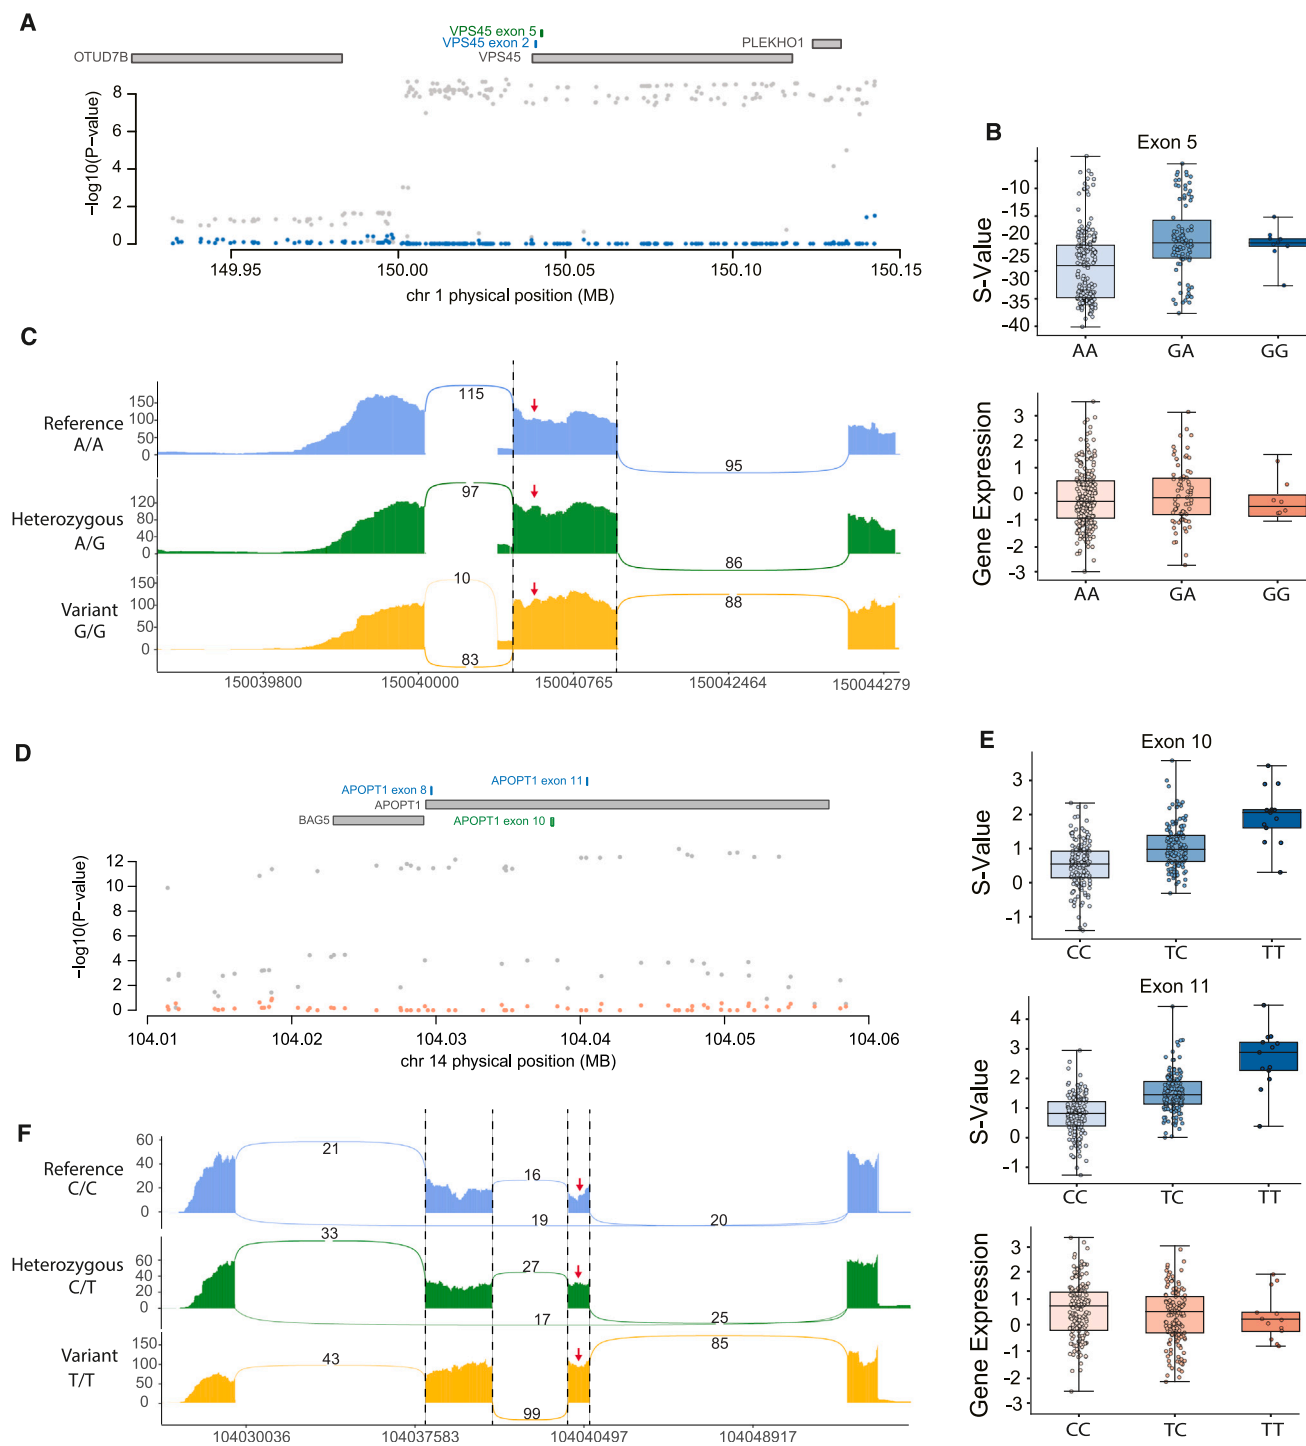 A
VPS45 exon 5
VPS45 exon 2
PLEKHO1
OTUD7B
VPS45
8
6
4
2
0
−log10(P−value)
149.95
150.00
150.05
150.10
150.15
chr 1 physical position (MB)
B
Exon 5
S-Value
-10
-15
-20
-25
-30
-35
-40
AA
GA
GG
Gene Expression
3
2
1
0
-1
-2
-3
AA
GA
GG
C
Reference
A/A
150
100
50
0
115
95
Heterozygous
A/G
120
80
40
0
97
86
Variant
G/G
150
100
50
0
10
83
88
150039800
150040000
150040765
150042464
150044279
D
APOPT1 exon 11
APOPT1 exon 8
APOPT1
BAG5
APOPT1 exon 10
12
10
8
6
4
2
0
−log10(P−value)
104.01
104.02
104.03
104.04
104.05
104.06
chr 14 physical position (MB)
E
Exon 10
S-Value
3
2
1
0
-1
CC
TC
TT
Exon 11
S-Value
4
3
2
1
0
-1
CC
TC
TT
Gene Expression
3
2
1
0
-1
-2
-3
CC
TC
TT
F
Reference
C/C
60
40
20
0
21
16
19
20
Heterozygous
C/T
60
40
20
0
33
27
17
25
Variant
T/T
150
100
50
0
43
99
85
104030036
104037583
104040497
104048917